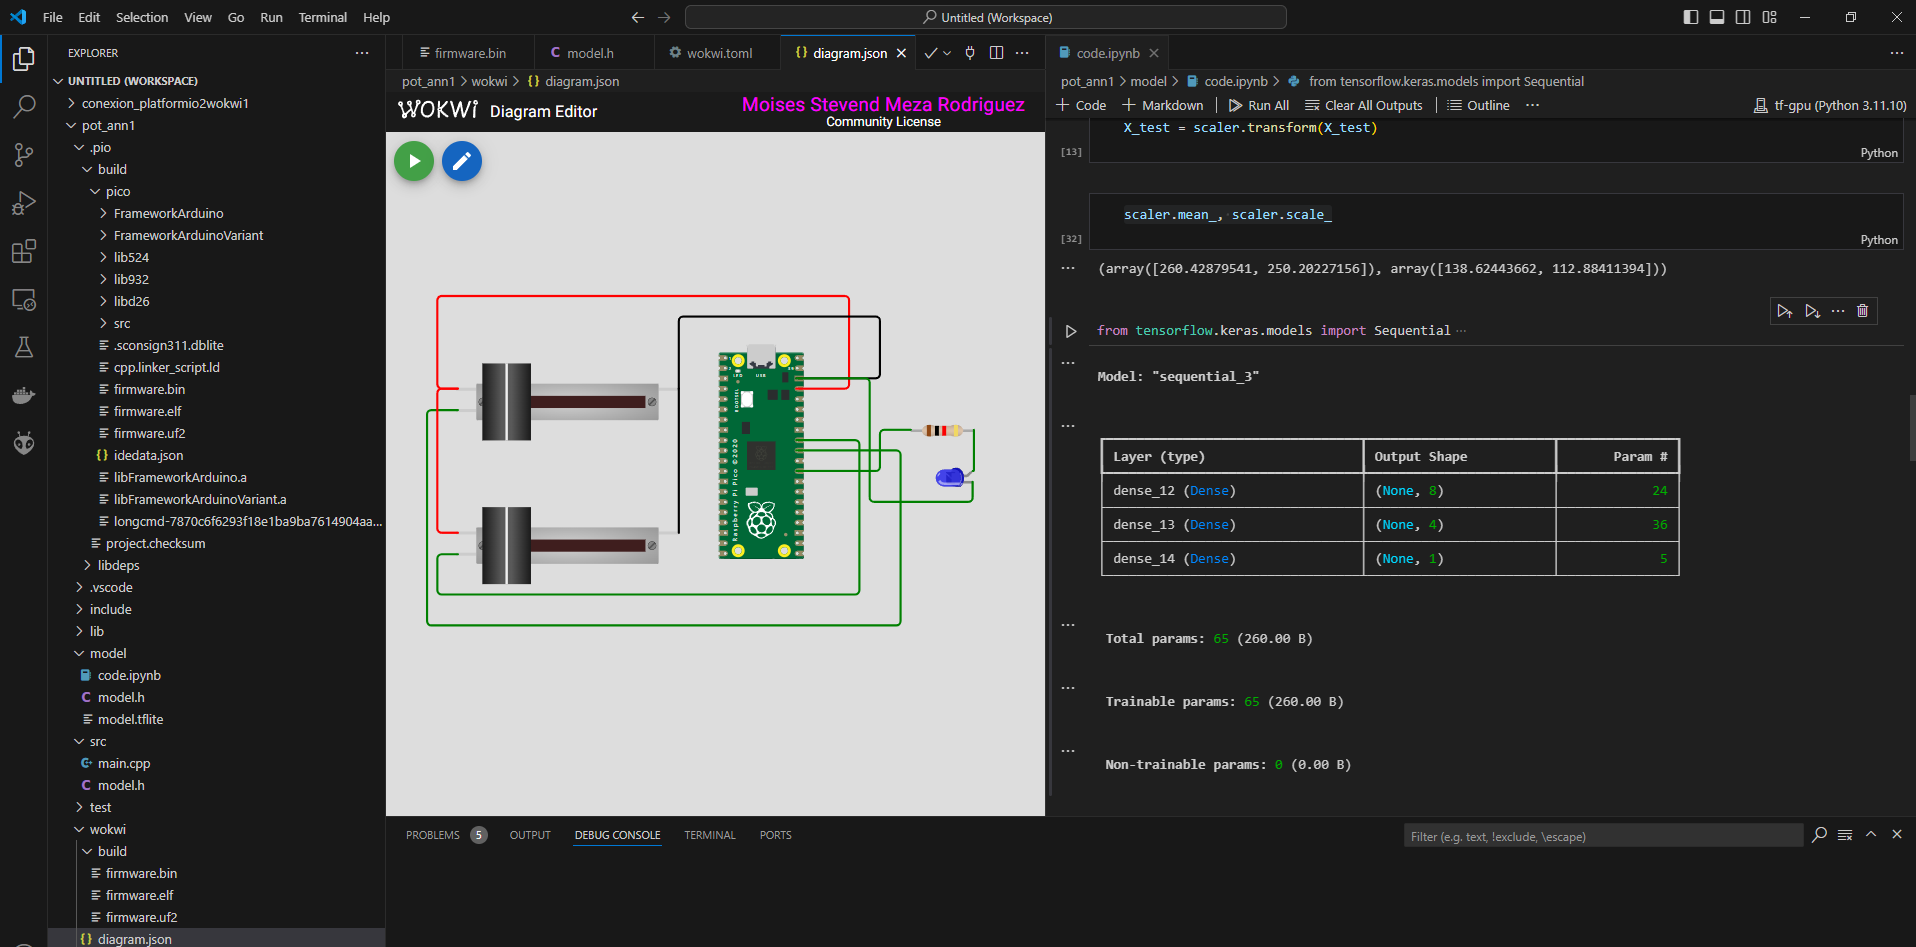 File Edit Selection View Go Run Terminal Help
Untitled (Workspace)
EXPLORER
UNTITLED (WORKSPACE)
conexion_platformio2wokwi1
pot_ann1
.pio
build
pico
FrameworkArduino
FrameworkArduinoVariant
lib524
lib932
libd26
src
.sconsign311.dblite
cpp.linker_script.ld
firmware.bin
firmware.elf
firmware.uf2
idedata.json
libFrameworkArduino.a
libFrameworkArduinoVariant.a
longcmd-7870c6f6293f18e1ba9ba7614904aa...
project.checksum
libdeps
.vscode
include
lib
model
code.ipynb
model.h
model.tflite
src
main.cpp
model.h
test
wokwi
build
firmware.bin
firmware.elf
firmware.uf2
diagram.json
firmware.bin model.h wokwi.toml diagram.json
pot_ann1 > wokwi > diagram.json
WOKWI Diagram Editor
Moises Stevend Meza Rodriguez
Community License
LED USB
BOOTSEL
Raspberry Pi Pico ©2020
code.ipynb
pot_ann1 > model > code.ipynb > from tensorflow.keras.models import Sequential
+ Code + Markdown Run All Clear All Outputs Outline ... tf-gpu (Python 3.11.10)
X_test = scaler.transform(X_test)
[13] Python
scaler.mean_, scaler.scale_
[32] Python
(array([260.42879541, 250.20227156]), array([138.62443662, 112.88411394]))
from tensorflow.keras.models import Sequential ...
Model: "sequential_3"
Layer (type) Output Shape Param #
dense_12 (Dense) (None, 8) 24
dense_13 (Dense) (None, 4) 36
dense_14 (Dense) (None, 1) 5
Total params: 65 (260.00 B)
Trainable params: 65 (260.00 B)
Non-trainable params: 0 (0.00 B)
PROBLEMS 5 OUTPUT DEBUG CONSOLE TERMINAL PORTS
Filter (e.g. text, !exclude, \escape)